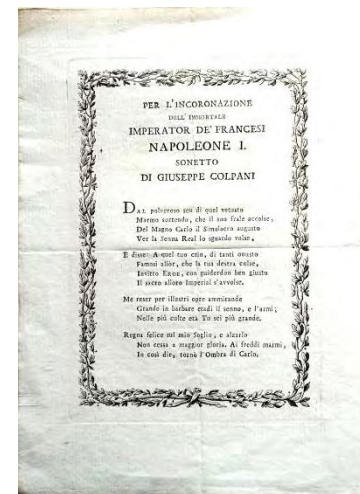 PER L'INCORONAZIONE
DELL' IMMORTALE
IMPERATOR DE' FRANCESI
NAPOLEONE I.
SONETTO
DI GIUSEPPE COLPANI
DAL polveroso sen di quel vetusto
Marmo sortendo, che il suo frale accolse,
Del Magno Carlo il Simulacro augusto
Ver la Senna Real lo sguardo volse,
E disse: A quel tuo crin, di tanti onusto
Famosi allôr, che la tua destra colse,
Invitto EROE, con guiderdon ben giusto
Il sacro alloro Imperial s'avvolse.
Me reser per illustri opre ammirande
Grande in barbare etadi il senno, e l'armi;
Nelle più colte età Tu sei più grande.
Regna felice sul mio Soglio, e alzarlo
Non cessa a maggior gloria. Ai freddi marmi,
In così dir, tornò l'Ombra di Carlo.